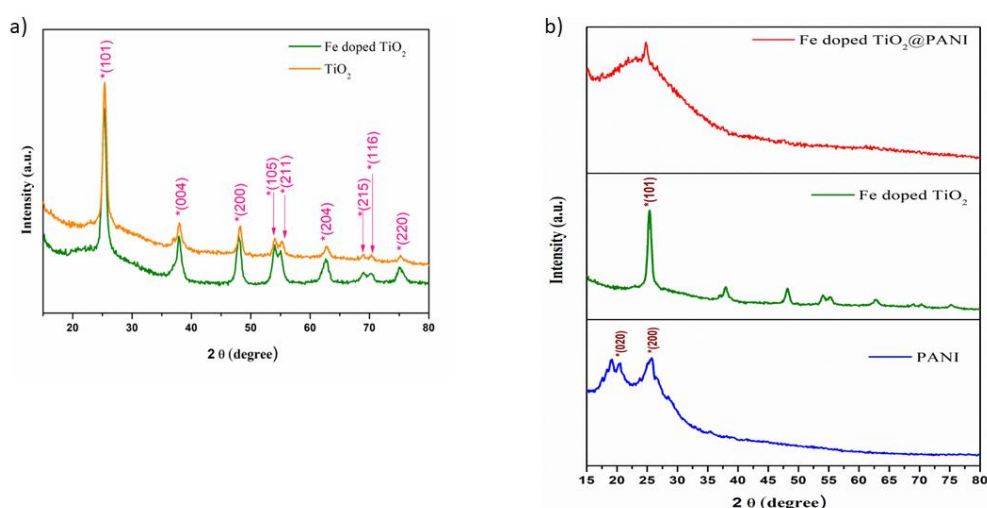 a)
Fe doped TiO₂
TiO₂
*(101)
*(004)
*(200)
*(105)
*(211)
*(204)
*(215)
*(116)
*(220)
Intensity (a.u.)
20 30 40 50 60 70 80
2 θ (degree)
b)
Fe doped TiO₂@PANI
Fe doped TiO₂
*(101)
PANI
*(020)
*(200)
Intensity (a.u.)
15 20 25 30 35 40 45 50 55 60 65 70 75 80
2 θ (degree)